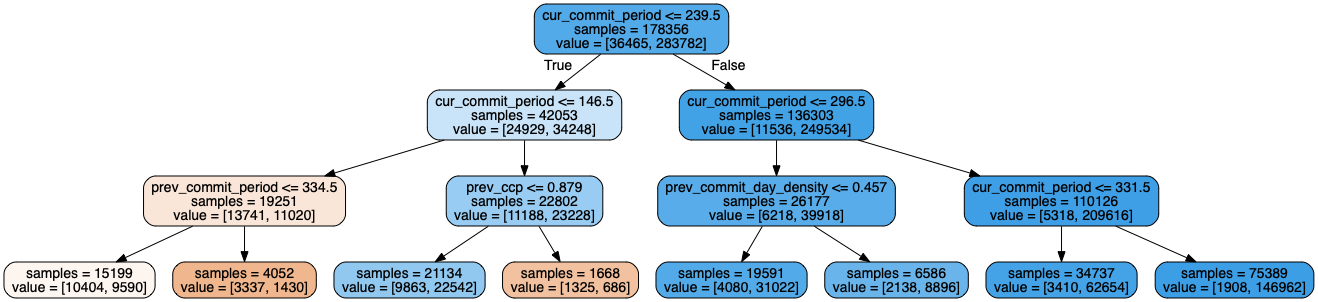 cur_commit_period <= 239.5
samples = 178356
value = [36465, 283782]
True
False
cur_commit_period <= 146.5
samples = 42053
value = [24929, 34248]
cur_commit_period <= 296.5
samples = 136303
value = [11536, 249534]
prev_commit_period <= 334.5
samples = 19251
value = [13741, 11020]
prev_ccp <= 0.879
samples = 22802
value = [11188, 23228]
prev_commit_day_density <= 0.457
samples = 26177
value = [6218, 39918]
cur_commit_period <= 331.5
samples = 110126
value = [5318, 209616]
samples = 15199
value = [10404, 9590]
samples = 4052
value = [3337, 1430]
samples = 21134
value = [9863, 22542]
samples = 1668
value = [1325, 686]
samples = 19591
value = [4080, 31022]
samples = 6586
value = [2138, 8896]
samples = 34737
value = [3410, 62654]
samples = 75389
value = [1908, 146962]